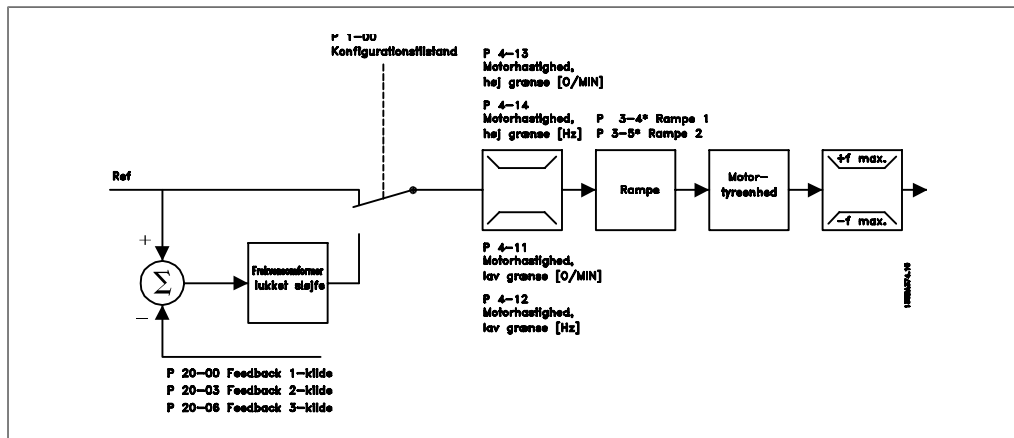 P 1-00
Konfigurationstilstand
P 4-13
Motorhastighed,
høj grænse [O/MIN]
P 4-14
Motorhastighed,
høj grænse [Hz]
P 3-4* Rampe 1
P 3-5* Rampe 2
Ref
Rampe
Motor-
tyreenhed
+f max.
-f max.
+
Σ
-
Frekvensomformer
lukket sløjfe
P 4-11
Motorhastighed,
lav grænse [O/MIN]
P 4-12
Motorhastighed,
lav grænse [Hz]
P 20-00 Feedback 1-kilde
P 20-03 Feedback 2-kilde
P 20-06 Feedback 3-kilde